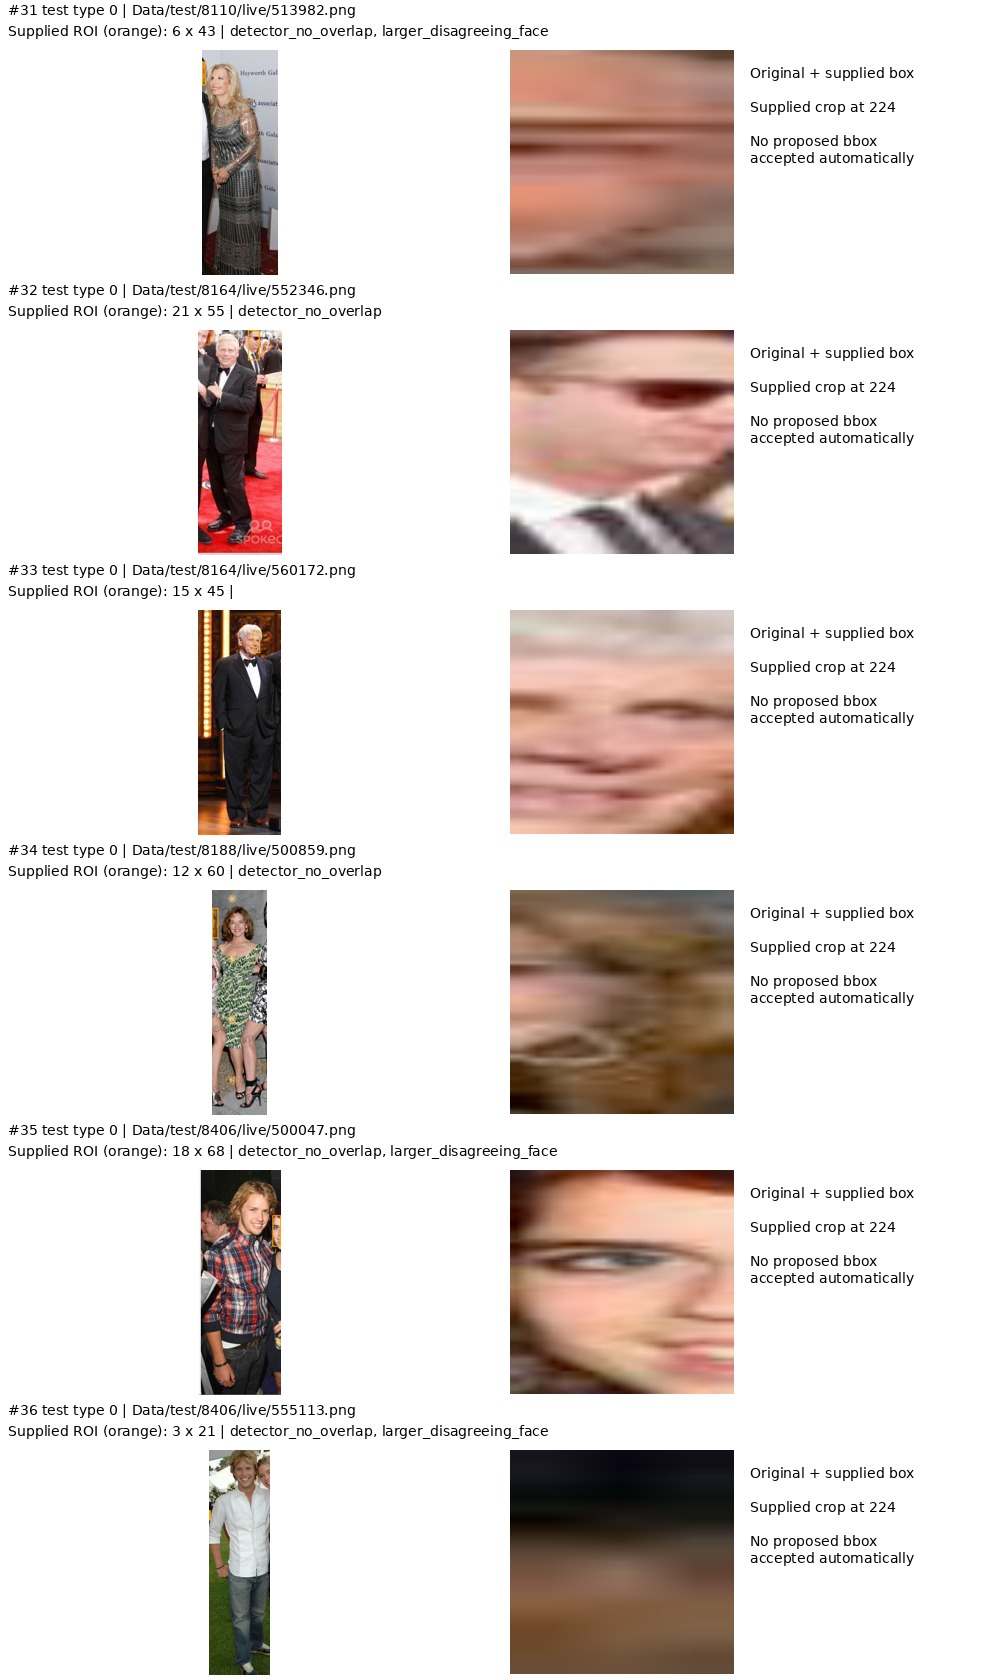 #31 test type 0 | Data/test/8110/live/513982.png
Supplied ROI (orange): 6 x 43 | detector_no_overlap, larger_disagreeing_face
Hayworth Gal
associat
th Gala
Associatio
Gala
Original + supplied box
Supplied crop at 224
No proposed bbox
accepted automatically
#32 test type 0 | Data/test/8164/live/552346.png
Supplied ROI (orange): 21 x 55 | detector_no_overlap
SPOKEO
Original + supplied box
Supplied crop at 224
No proposed bbox
accepted automatically
#33 test type 0 | Data/test/8164/live/560172.png
Supplied ROI (orange): 15 x 45 |
Original + supplied box
Supplied crop at 224
No proposed bbox
accepted automatically
#34 test type 0 | Data/test/8188/live/500859.png
Supplied ROI (orange): 12 x 60 | detector_no_overlap
Original + supplied box
Supplied crop at 224
No proposed bbox
accepted automatically
#35 test type 0 | Data/test/8406/live/500047.png
Supplied ROI (orange): 18 x 68 | detector_no_overlap, larger_disagreeing_face
Original + supplied box
Supplied crop at 224
No proposed bbox
accepted automatically
#36 test type 0 | Data/test/8406/live/555113.png
Supplied ROI (orange): 3 x 21 | detector_no_overlap, larger_disagreeing_face
Original + supplied box
Supplied crop at 224
No proposed bbox
accepted automatically